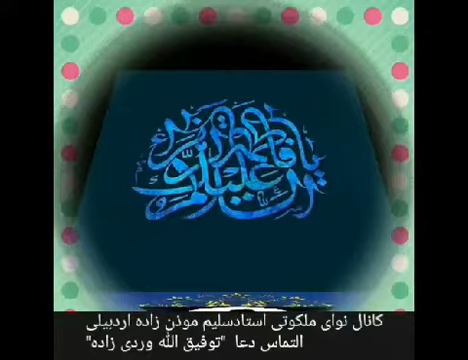 یا فاطمة الزهراء
کانال نوای ملکوتی استادسلیم موذن زاده اردبیلی
التماس دعا "توفیق الله وردی زاده"